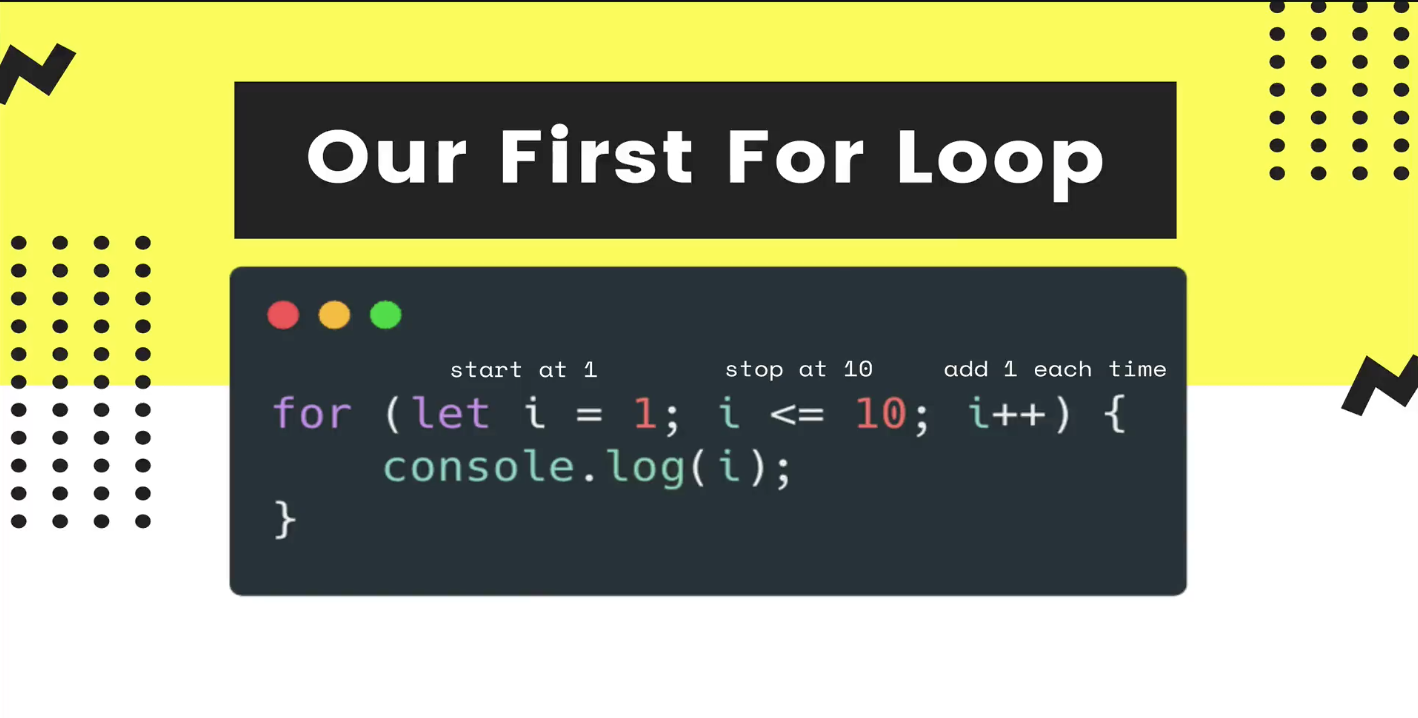 Our First For Loop
start at 1 stop at 10 add 1 each time
for (let i = 1; i <= 10; i++) {
    console.log(i);
}